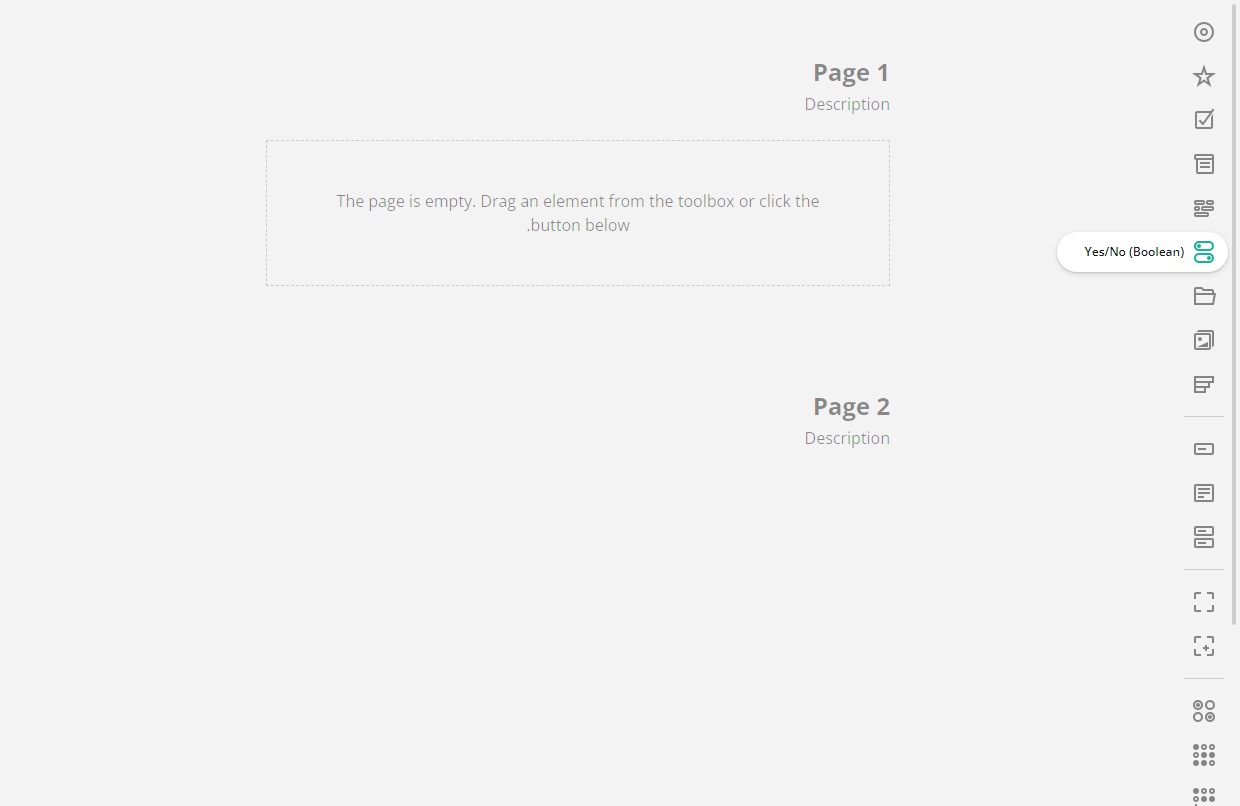 Page 1
Description
The page is empty. Drag an element from the toolbox or click the
.button below
Yes/No (Boolean)
Page 2
Description